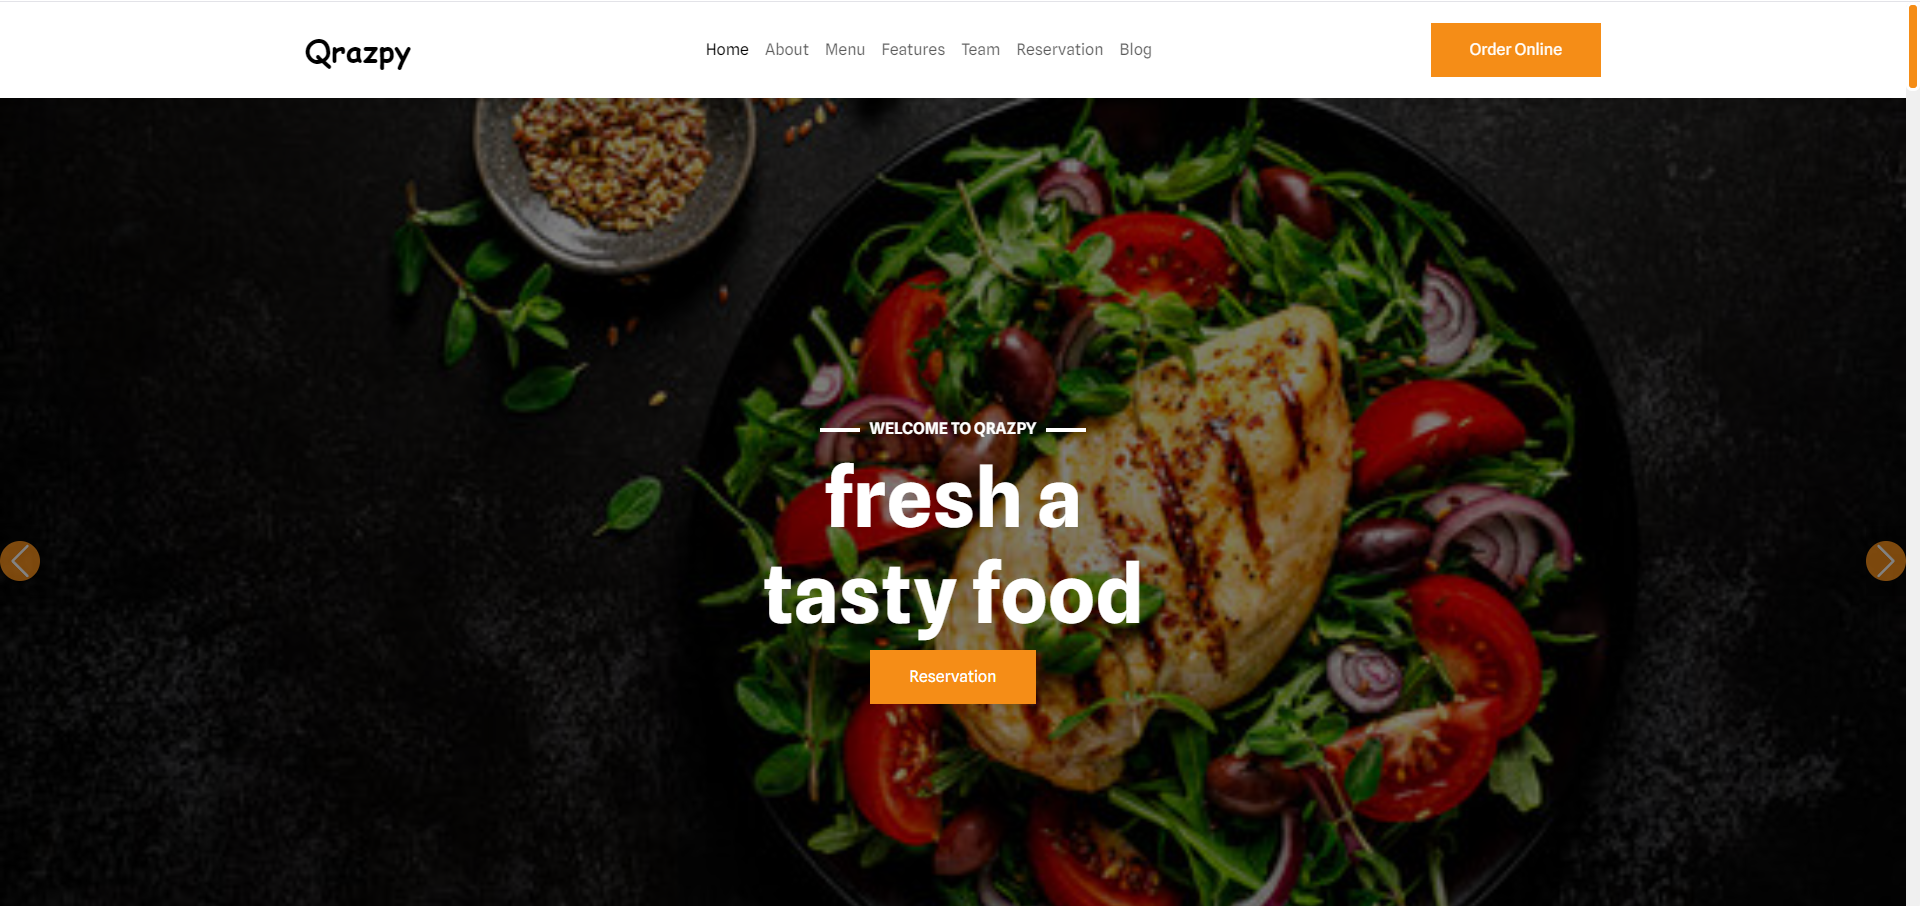 Qrazpy
Home About Menu Features Team Reservation Blog
Order Online
WELCOME TO QRAZPY
fresh a
tasty food
Reservation